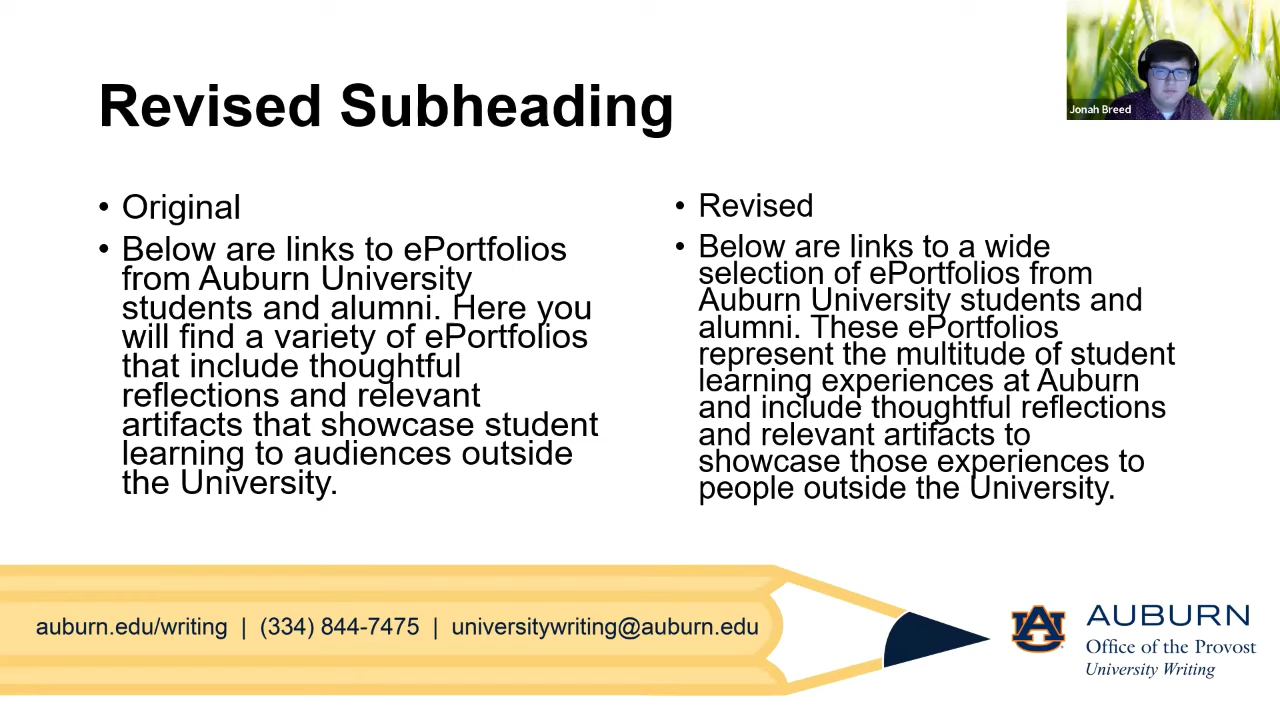 Jonah Breed
Revised Subheading
• Original
• Below are links to ePortfolios
from Auburn University
students and alumni. Here you
will find a variety of ePortfolios
that include thoughtful
reflections and relevant
artifacts that showcase student
learning to audiences outside
the University.
• Revised
• Below are links to a wide
selection of ePortfolios from
Auburn University students and
alumni. These ePortfolios
represent the multitude of student
learning experiences at Auburn
and include thoughtful reflections
and relevant artifacts to
showcase those experiences to
people outside the University.
auburn.edu/writing | (334) 844-7475 | universitywriting@auburn.edu
AU
AUBURN
Office of the Provost
University Writing